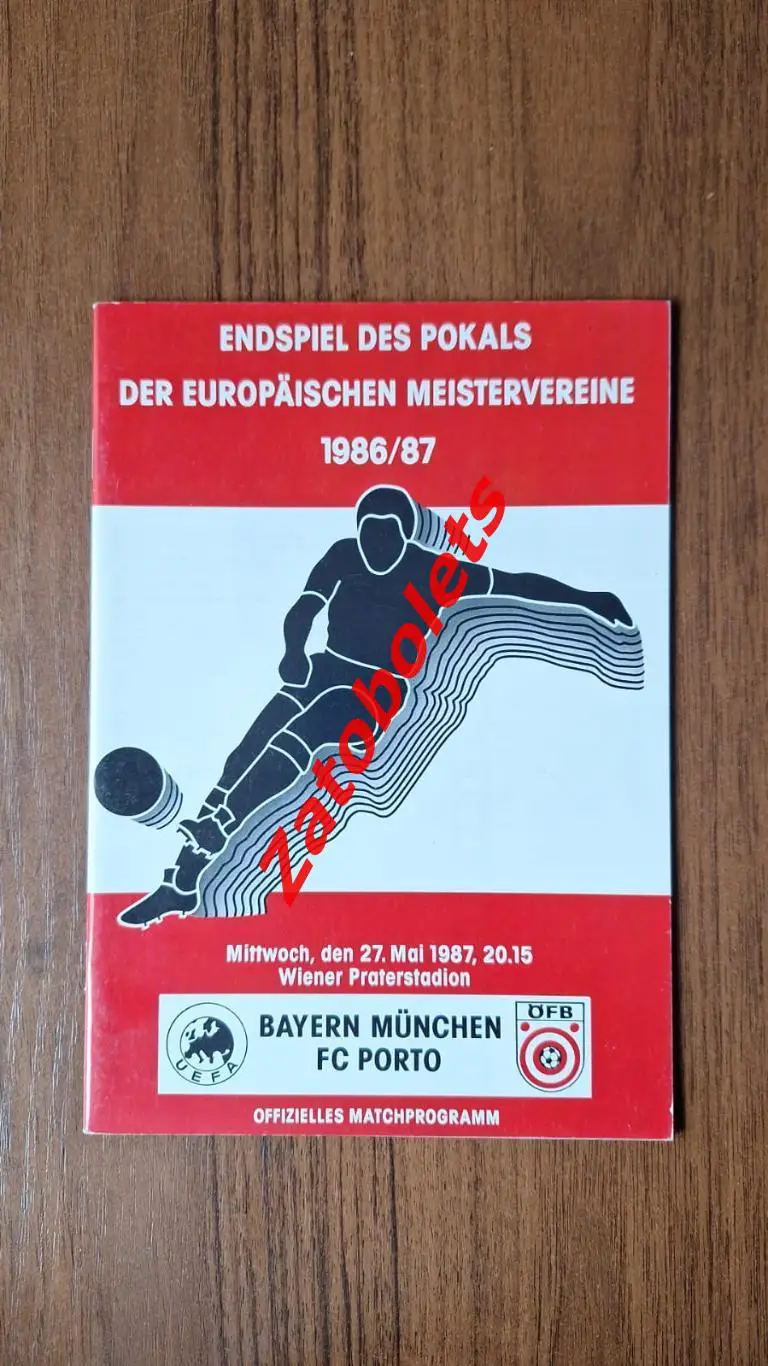 ENDSPIEL DES POKALS
DER EUROPÄISCHEN MEISTERVEREINE
1986/87
Zatobolets
Mittwoch, den 27. Mai 1987, 20.15
Wiener Praterstadion
UEFA
BAYERN MÜNCHEN
FC PORTO
ÖFB
OFFIZIELLES MATCHPROGRAMM